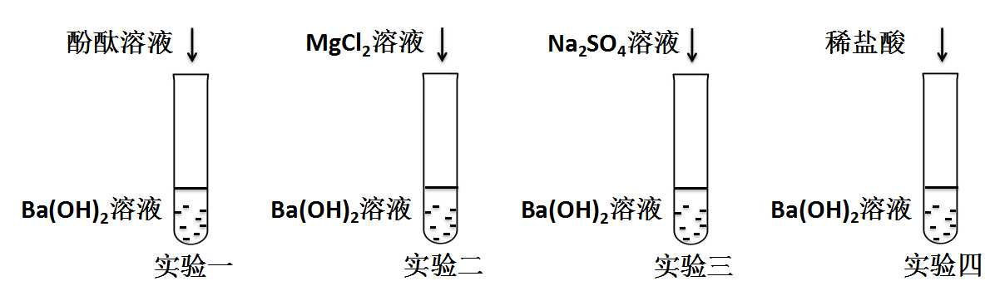 酚酞溶液 MgCl₂溶液 Na₂SO₄溶液 稀盐酸
Ba(OH)₂溶液 Ba(OH)₂溶液 Ba(OH)₂溶液 Ba(OH)₂溶液
实验一 实验二 实验三 实验四